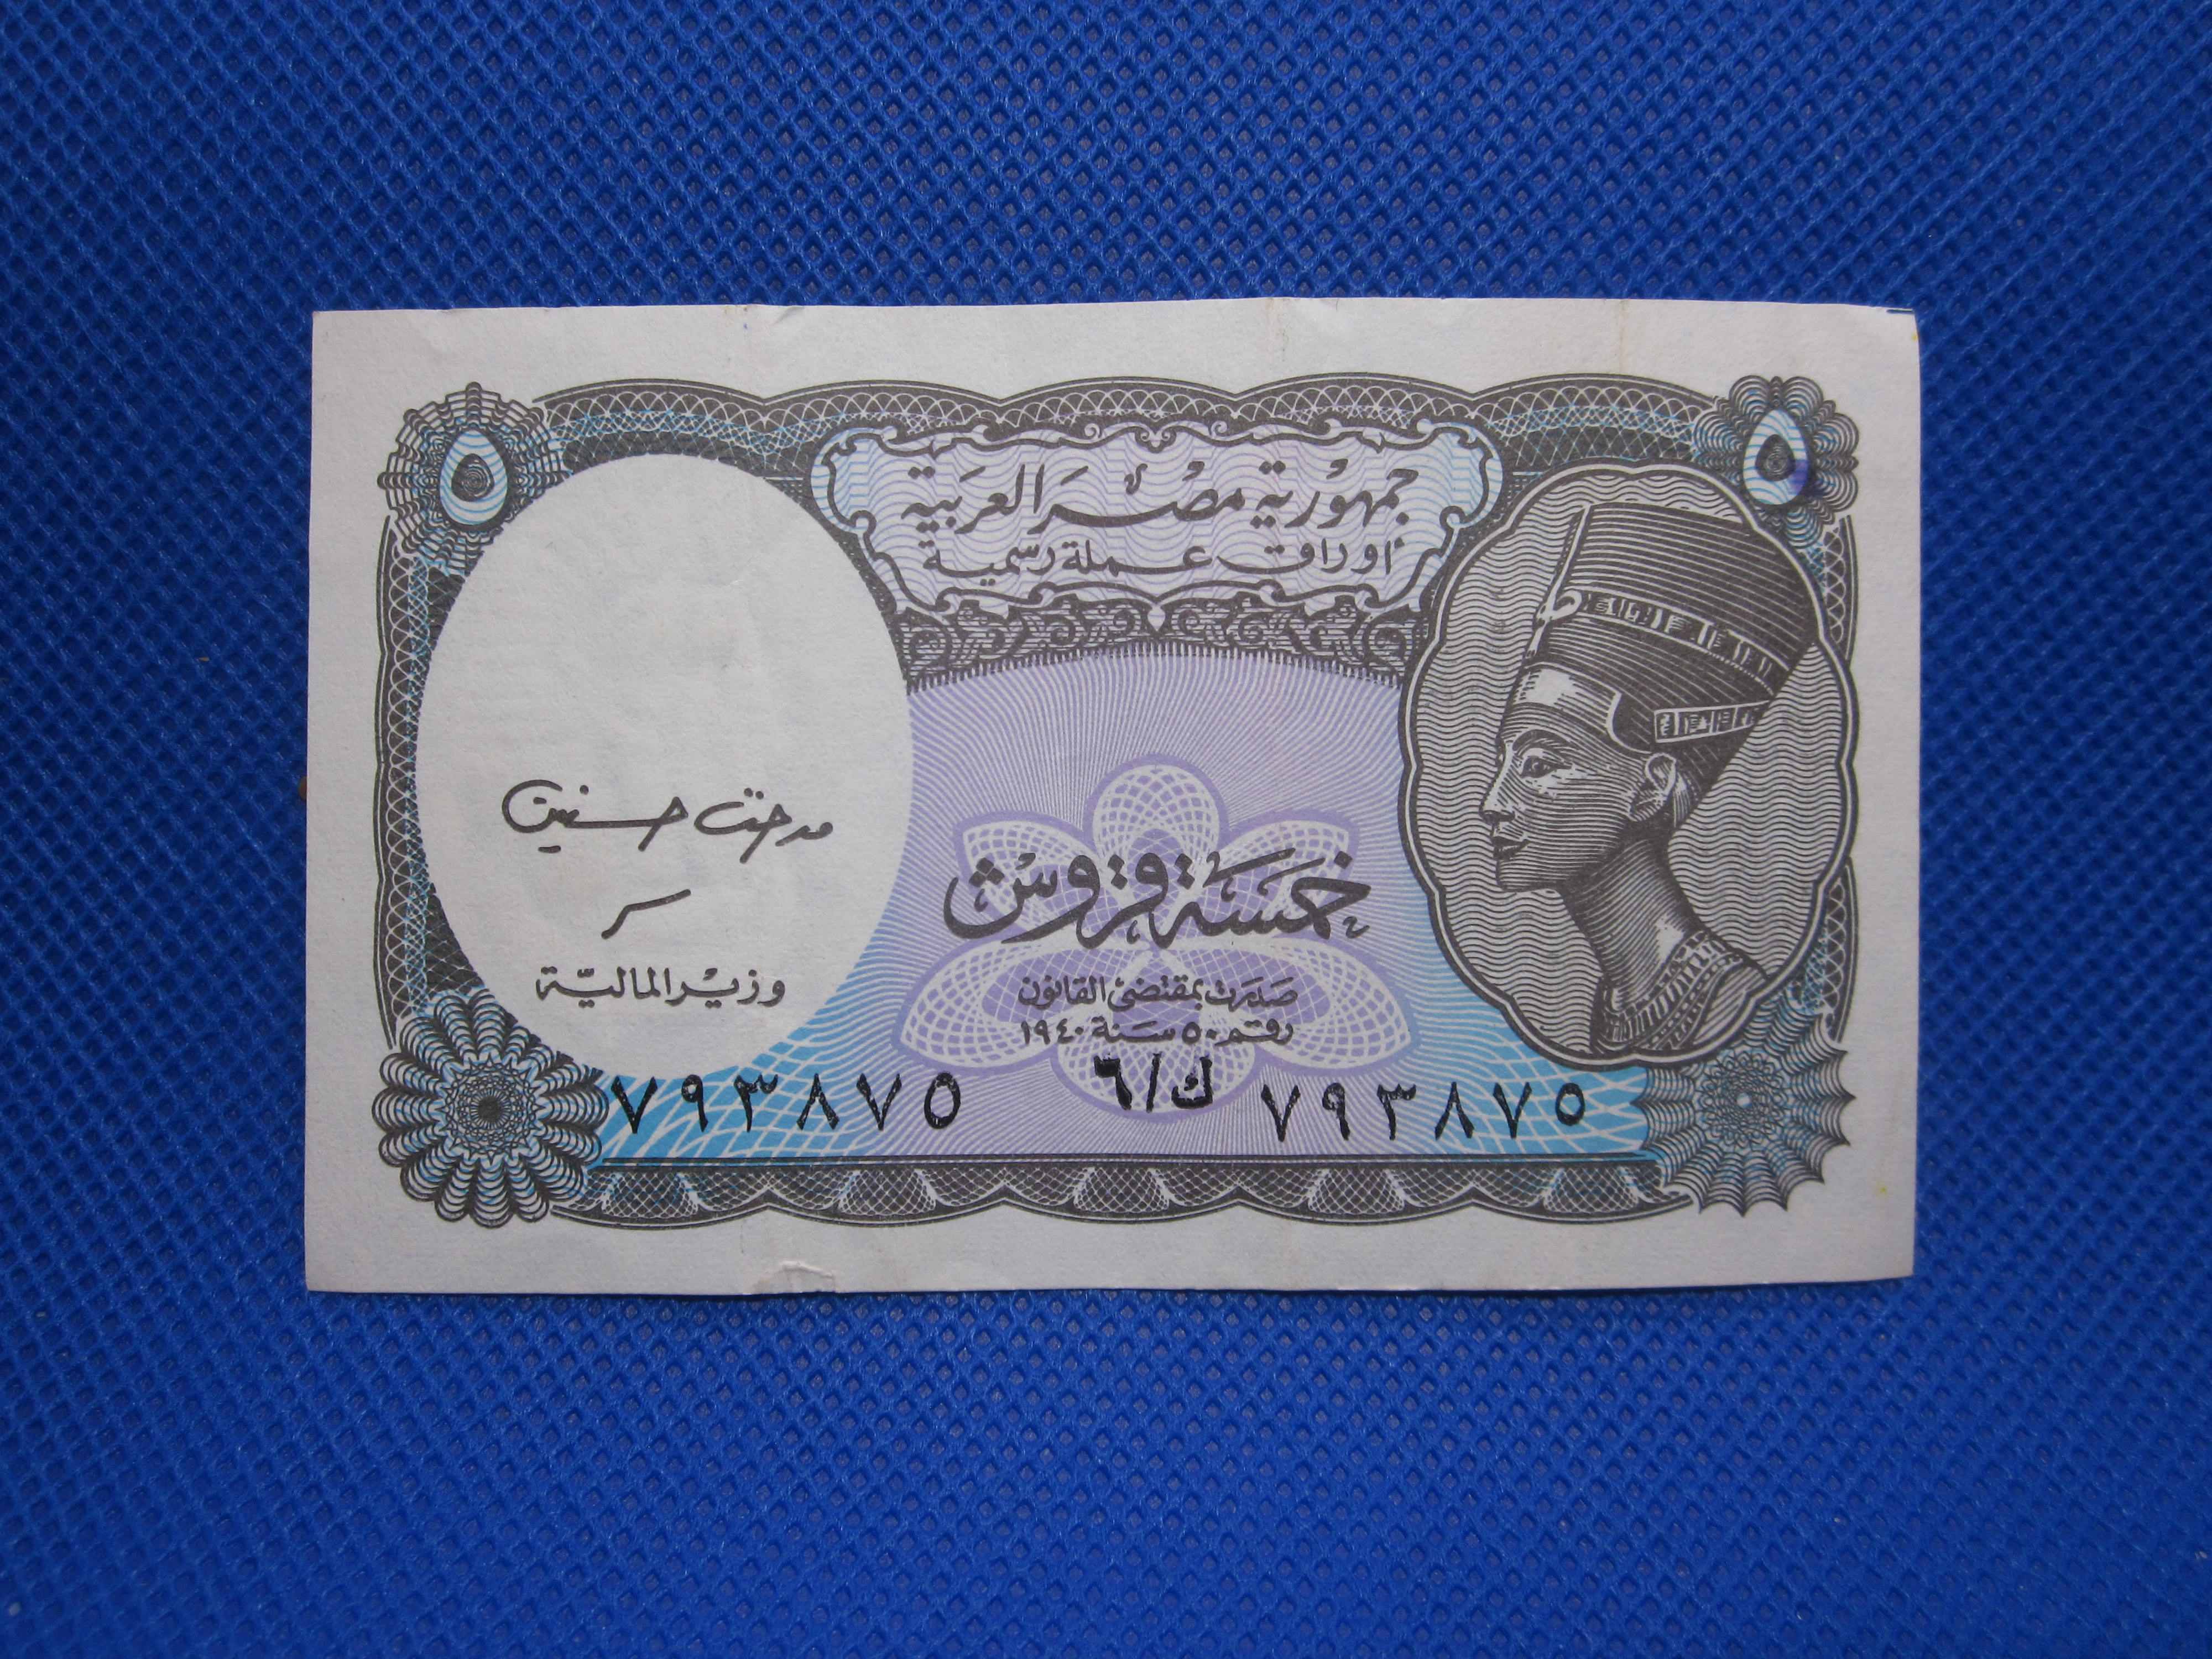 ٥ ٥
جمهورية مصر العربية
أوراق عملة رسمية
مدحت حسنين
خمسة قروش
وزير المالية
صدرت بمقتضى القانون
رقم ٥٠ سنة ١٩٤٠
٧٩٣٨٧٥ ك/٦ ٧٩٣٨٧٥